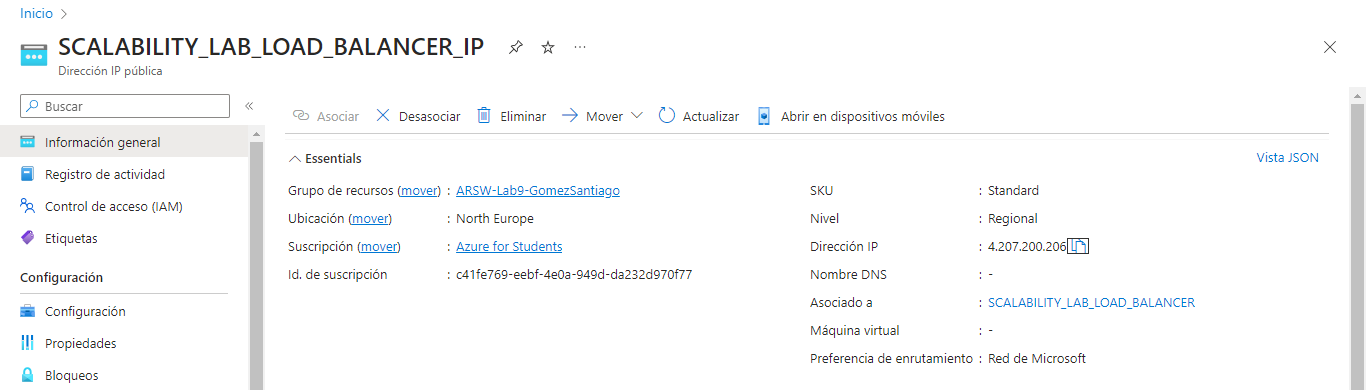 Inicio >
SCALABILITY_LAB_LOAD_BALANCER_IP ...
Dirección IP pública
Buscar «
Asociar Desasociar Eliminar Mover Actualizar Abrir en dispositivos móviles
Información general
Registro de actividad
Control de acceso (IAM)
Etiquetas
Configuración
Configuración
Propiedades
Bloqueos
Essentials Vista JSON
Grupo de recursos (mover) : ARSW-Lab9-GomezSantiago
Ubicación (mover) : North Europe
Suscripción (mover) : Azure for Students
Id. de suscripción : c41fe769-eebf-4e0a-949d-da232d970f77
SKU : Standard
Nivel : Regional
Dirección IP : 4.207.200.206
Nombre DNS : -
Asociado a : SCALABILITY_LAB_LOAD_BALANCER
Máquina virtual : -
Preferencia de enrutamiento : Red de Microsoft